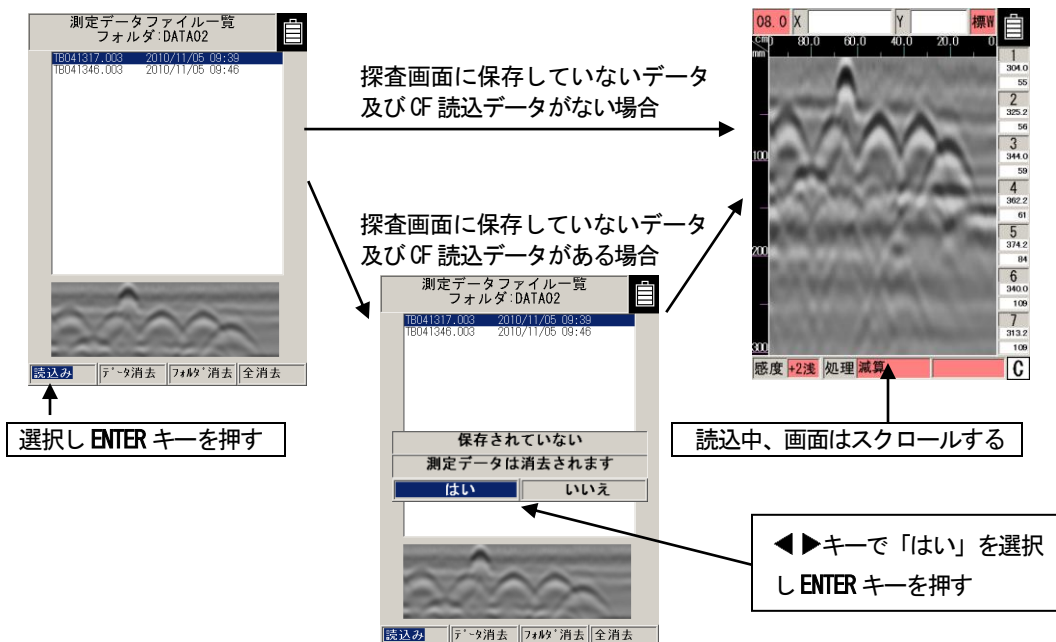 測定データファイル一覧
フォルダ:DATA02
TB041317.003 2010/11/05 09:39
TB041346.003 2010/11/05 09:46
読込み ﾃﾞｰﾀ消去 ﾌｫﾙﾀﾞ消去 全消去
選択し ENTER キーを押す
探査画面に保存していないデータ
及び CF 読込データがない場合
探査画面に保存していないデータ
及び CF 読込データがある場合
測定データファイル一覧
フォルダ:DATA02
TB041317.003 2010/11/05 09:39
TB041346.003 2010/11/05 09:46
保存されていない
測定データは消去されます
はい いいえ
読込み ﾃﾞｰﾀ消去 ﾌｫﾙﾀﾞ消去 全消去
08.0 X Y 標W
cm 80.0 60.0 40.0 20.0 0
mm
100
200
300
1
304.0
55
2
325.2
56
3
344.0
59
4
362.2
61
5
374.2
84
6
340.0
109
7
313.2
109
感度 +2浅 処理 減算 C
読込中、画面はスクロールする
◀▶キーで「はい」を選択
し ENTER キーを押す